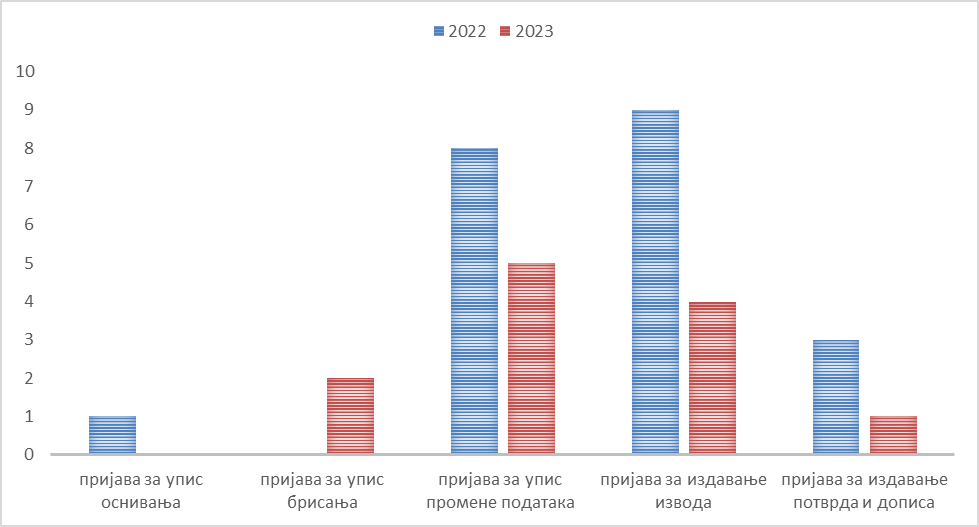 2022 2023
10
9
8
7
6
5
4
3
2
1
0
пријава за упис
оснивања
пријава за упис
брисања
пријава за упис
промене података
пријава за издавање
извода
пријава за издавање
потврда и дописа